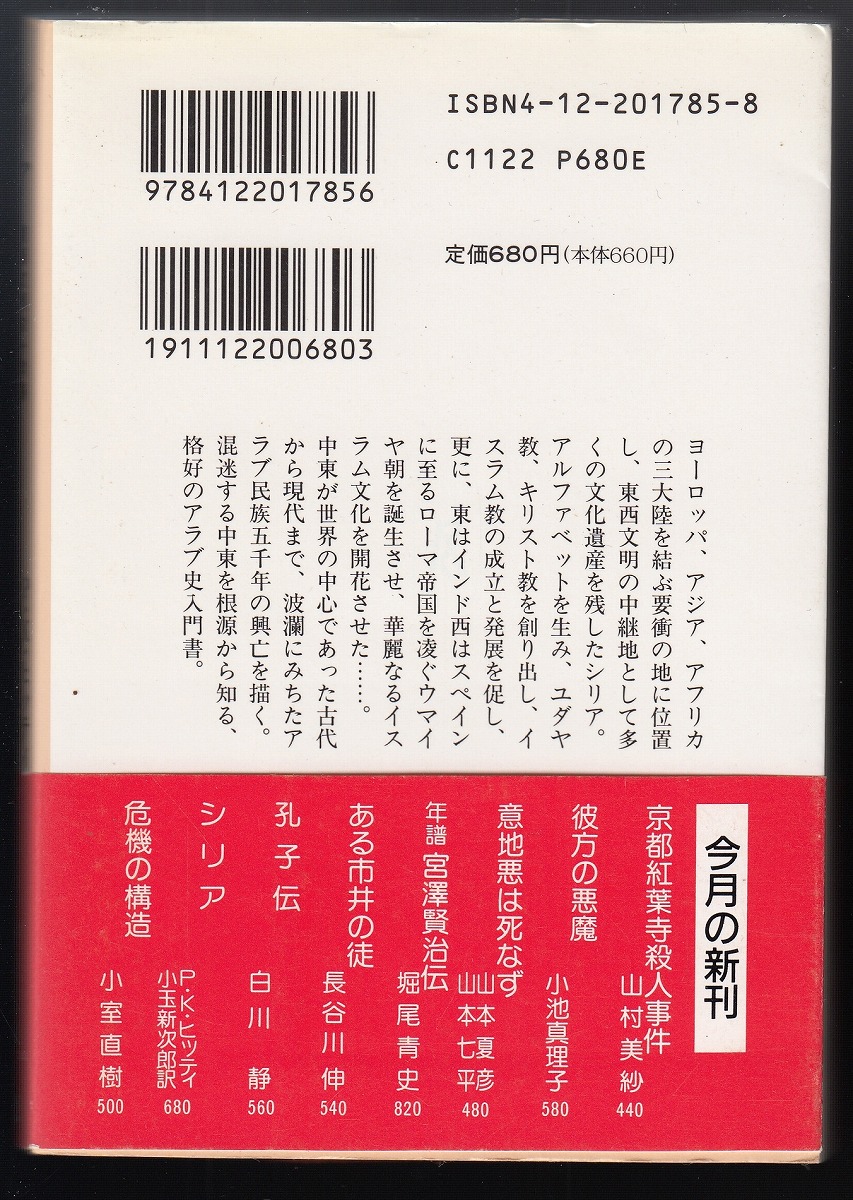 ISBN4-12-201785-8
C1122 P680E
9784122017856
定価680円(本体660円)
1911122006803
ヨーロッパ、アジア、アフリカ
の三大陸を結ぶ要衝の地に位置
し、東西文明の中継地として多
くの文化遺産を残したシリア。
アルファベットを生み、ユダヤ
教、キリスト教を創り出し、イ
スラム教の成立と発展を促し、
更に、東はインド西はスペイン
に至るローマ帝国を凌ぐウマイ
ヤ朝を誕生させ、華麗なるイス
ラム文化を開花させた……。
中東が世界の中心であった古代
から現代まで、波瀾にみちたア
ラブ民族五千年の興亡を描く。
混迷する中東を根源から知る、
格好のアラブ史入門書。
今月の新刊
京都紅葉寺殺人事件 山村美紗 440
彼方の悪魔 小池真理子 580
意地悪は死なず 山本夏彦 山本七平 480
年譜 宮澤賢治伝 堀尾青史 820
ある市井の徒 長谷川伸 540
孔子伝 白川静 560
シリア P・K・ヒッティ 小玉新次郎訳 680
危機の構造 小室直樹 500